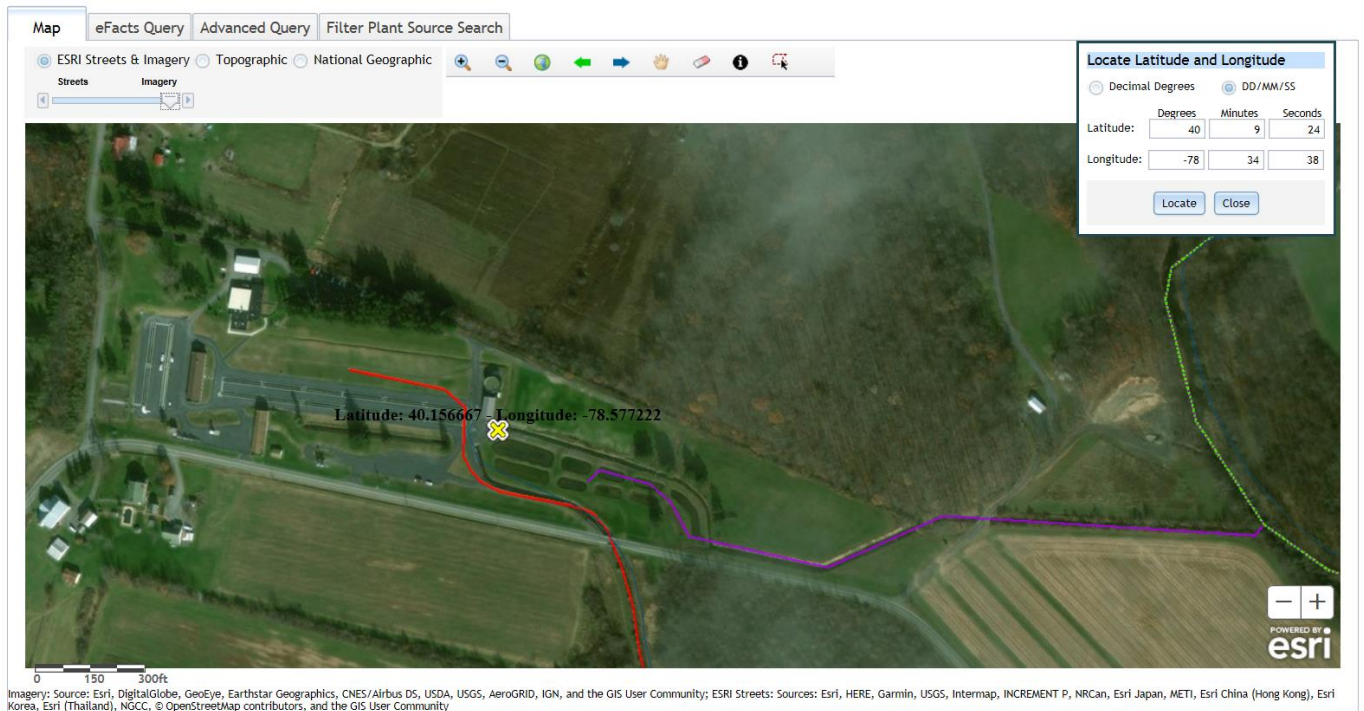 Map eFacts Query Advanced Query Filter Plant Source Search
ESRI Streets & Imagery Topographic National Geographic
Streets Imagery
Locate Latitude and Longitude
Decimal Degrees DD/MM/SS
Degrees Minutes Seconds
Latitude: 40 9 24
Longitude: -78 34 38
Locate Close
Latitude: 40.156667 - Longitude: -78.577222
− +
POWERED BY
esri
0 150 300ft
Imagery: Source: Esri, DigitalGlobe, GeoEye, Earthstar Geographics, CNES/Airbus DS, USDA, USGS, AeroGRID, IGN, and the GIS User Community; ESRI Streets: Sources: Esri, HERE, Garmin, USGS, Intermap, INCREMENT P, NRCan, Esri Japan, METI, Esri China (Hong Kong), Esri
Korea, Esri (Thailand), NGCC, © OpenStreetMap contributors, and the GIS User Community